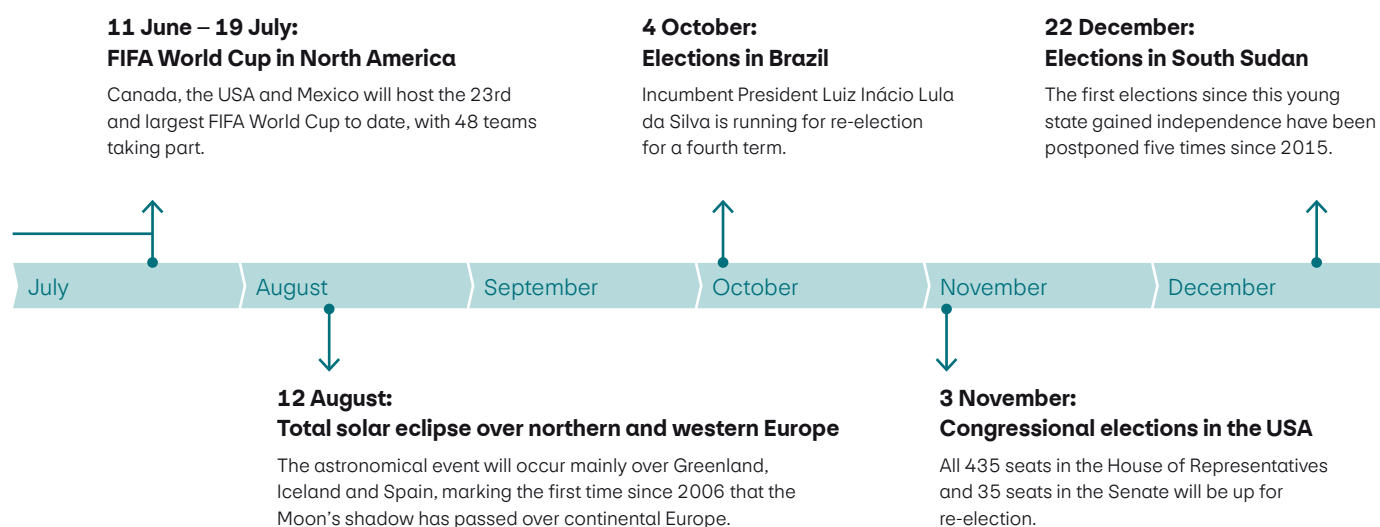 11 June – 19 July:
FIFA World Cup in North America
Canada, the USA and Mexico will host the 23rd
and largest FIFA World Cup to date, with 48 teams
taking part.
4 October:
Elections in Brazil
Incumbent President Luiz Inácio Lula
da Silva is running for re-election
for a fourth term.
22 December:
Elections in South Sudan
The first elections since this young
state gained independence have been
postponed five times since 2015.
July
August
September
October
November
December
12 August:
Total solar eclipse over northern and western Europe
The astronomical event will occur mainly over Greenland,
Iceland and Spain, marking the first time since 2006 that the
Moon’s shadow has passed over continental Europe.
3 November:
Congressional elections in the USA
All 435 seats in the House of Representatives
and 35 seats in the Senate will be up for
re-election.